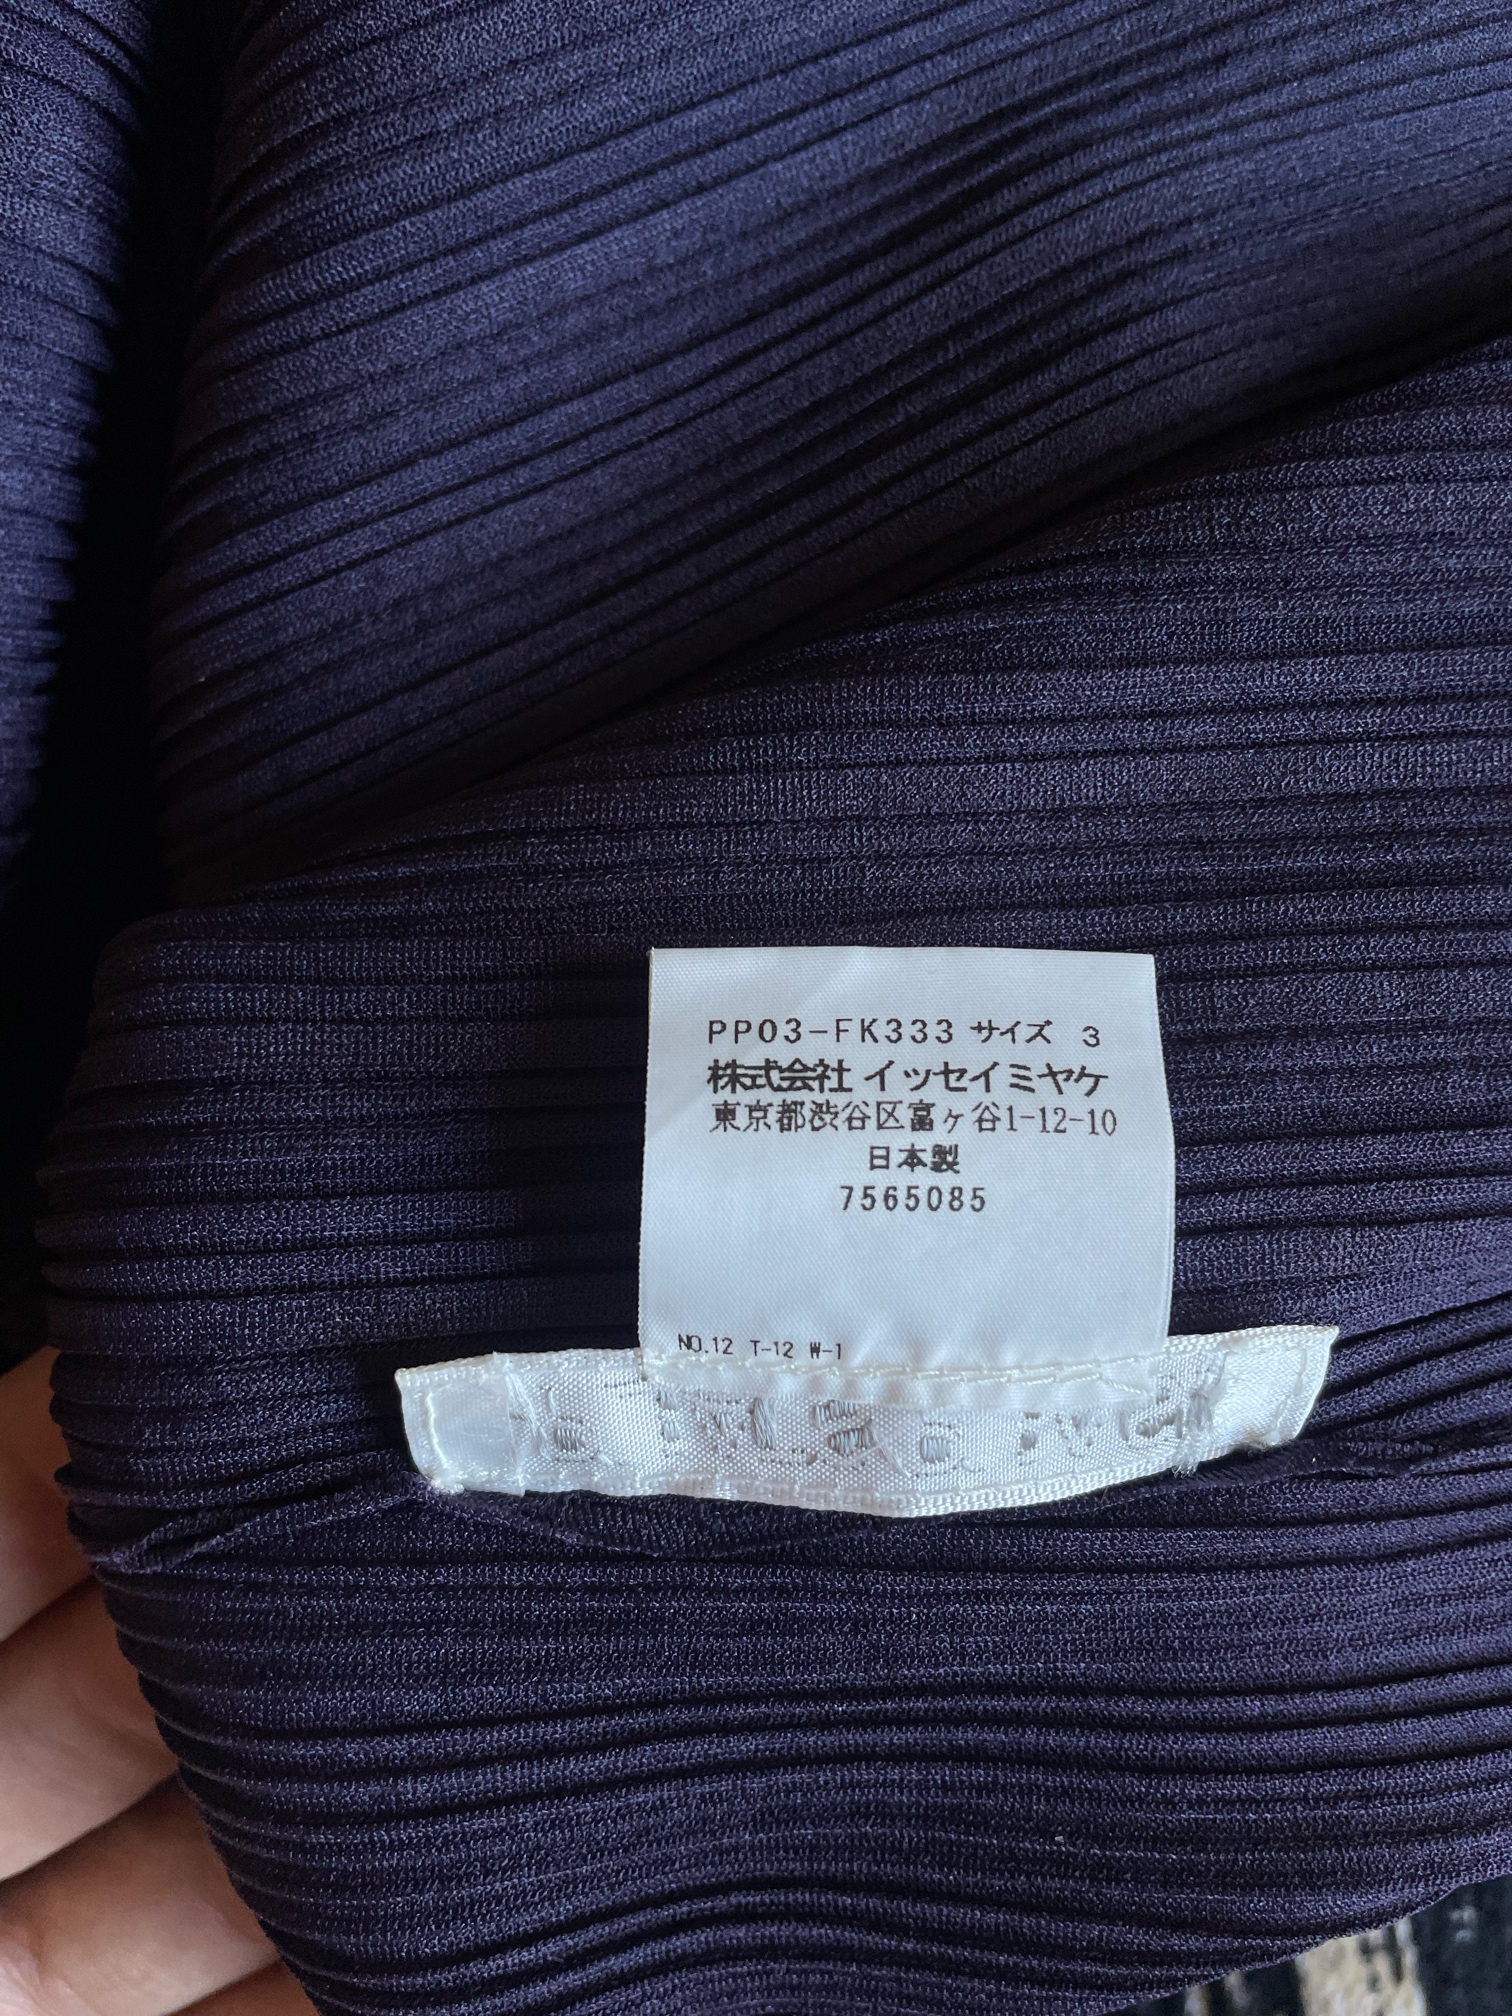 PP03-FK333 サイズ 3
株式会社 イッセイミヤケ
東京都渋谷区富ヶ谷1-12-10
日本製
7565085
NO.12 T-12 W-1